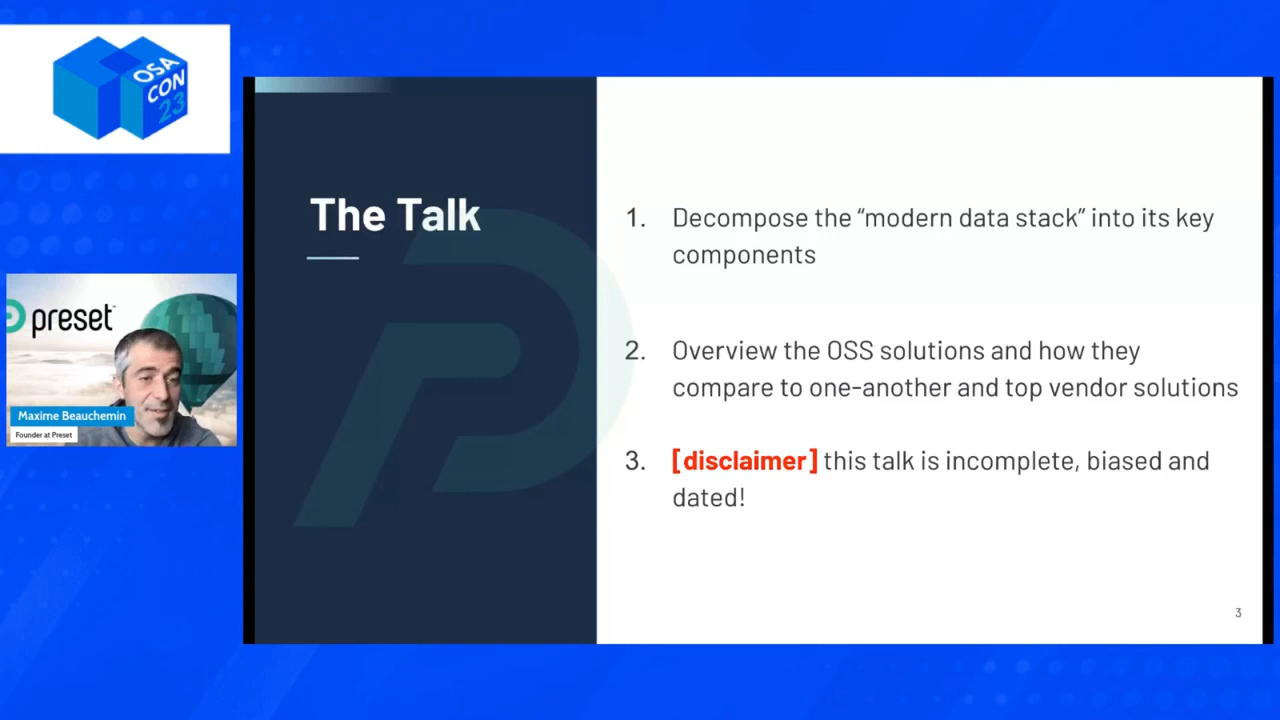 OSA
CON
23
preset™
Maxime Beauchemin
Founder at Preset
The Talk
1. Decompose the “modern data stack” into its key
components
2. Overview the OSS solutions and how they
compare to one-another and top vendor solutions
3. [disclaimer] this talk is incomplete, biased and
dated!
3